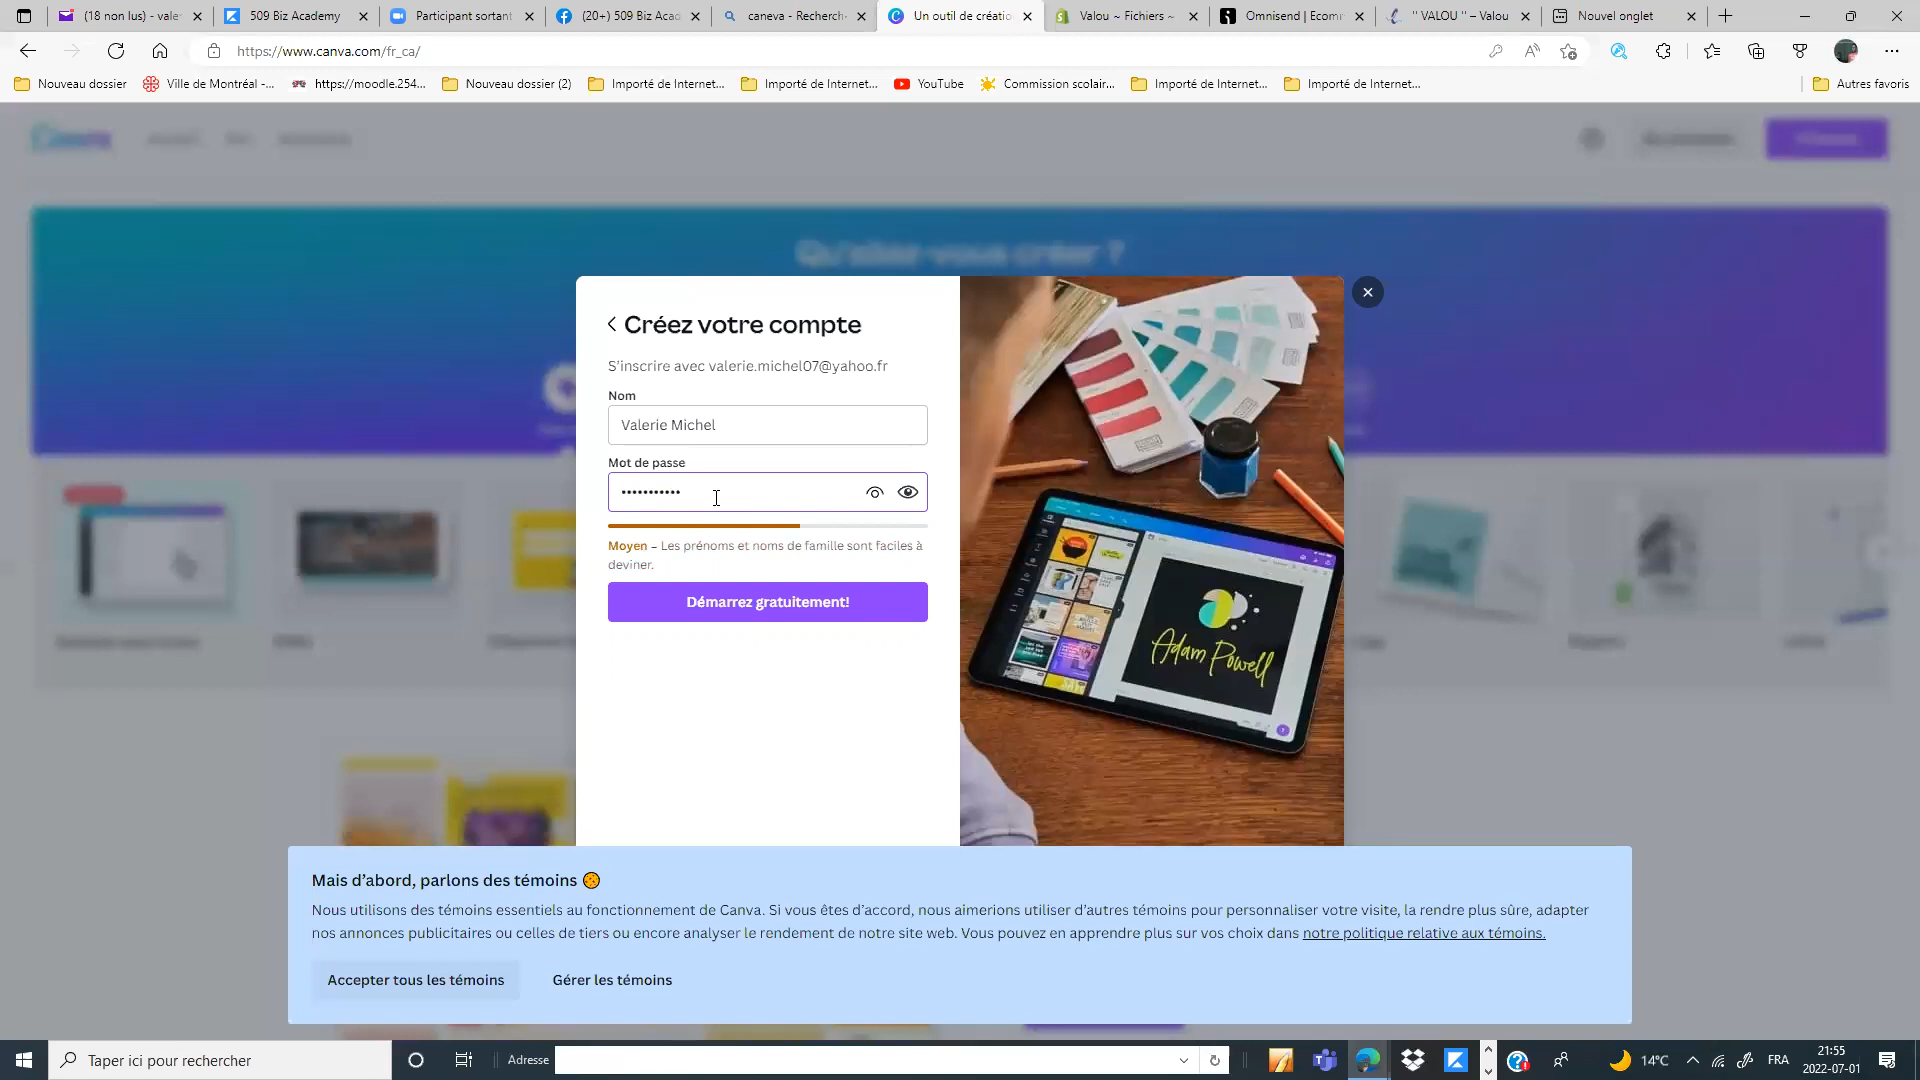 (18 non lus) - vale
509 Biz Academy
Participant sortant
(20+) 509 Biz Acad
caneva - Recherch
Un outil de créatio
Valou ~ Fichiers ~
Omnisend | Ecom
'' VALOU '' – Valou
Nouvel onglet
https://www.canva.com/fr_ca/
Nouveau dossier
Ville de Montréal -...
https://moodle.254...
Nouveau dossier (2)
Importé de Internet...
Importé de Internet...
YouTube
Commission scolair...
Importé de Internet...
Importé de Internet...
Autres favoris
Qu'allez-vous créer ?
Créez votre compte
S'inscrire avec valerie.michel07@yahoo.fr
Nom
Valerie Michel
Mot de passe
•••••••••••
Moyen – Les prénoms et noms de famille sont faciles à
deviner.
Démarrez gratuitement!
Adam Powell
Mais d'abord, parlons des témoins
Nous utilisons des témoins essentiels au fonctionnement de Canva. Si vous êtes d'accord, nous aimerions utiliser d'autres témoins pour personnaliser votre visite, la rendre plus sûre, adapter
nos annonces publicitaires ou celles de tiers ou encore analyser le rendement de notre site web. Vous pouvez en apprendre plus sur vos choix dans notre politique relative aux témoins.
Accepter tous les témoins
Gérer les témoins
Taper ici pour rechercher
Adresse
14°C
FRA
21:55
2022-07-01